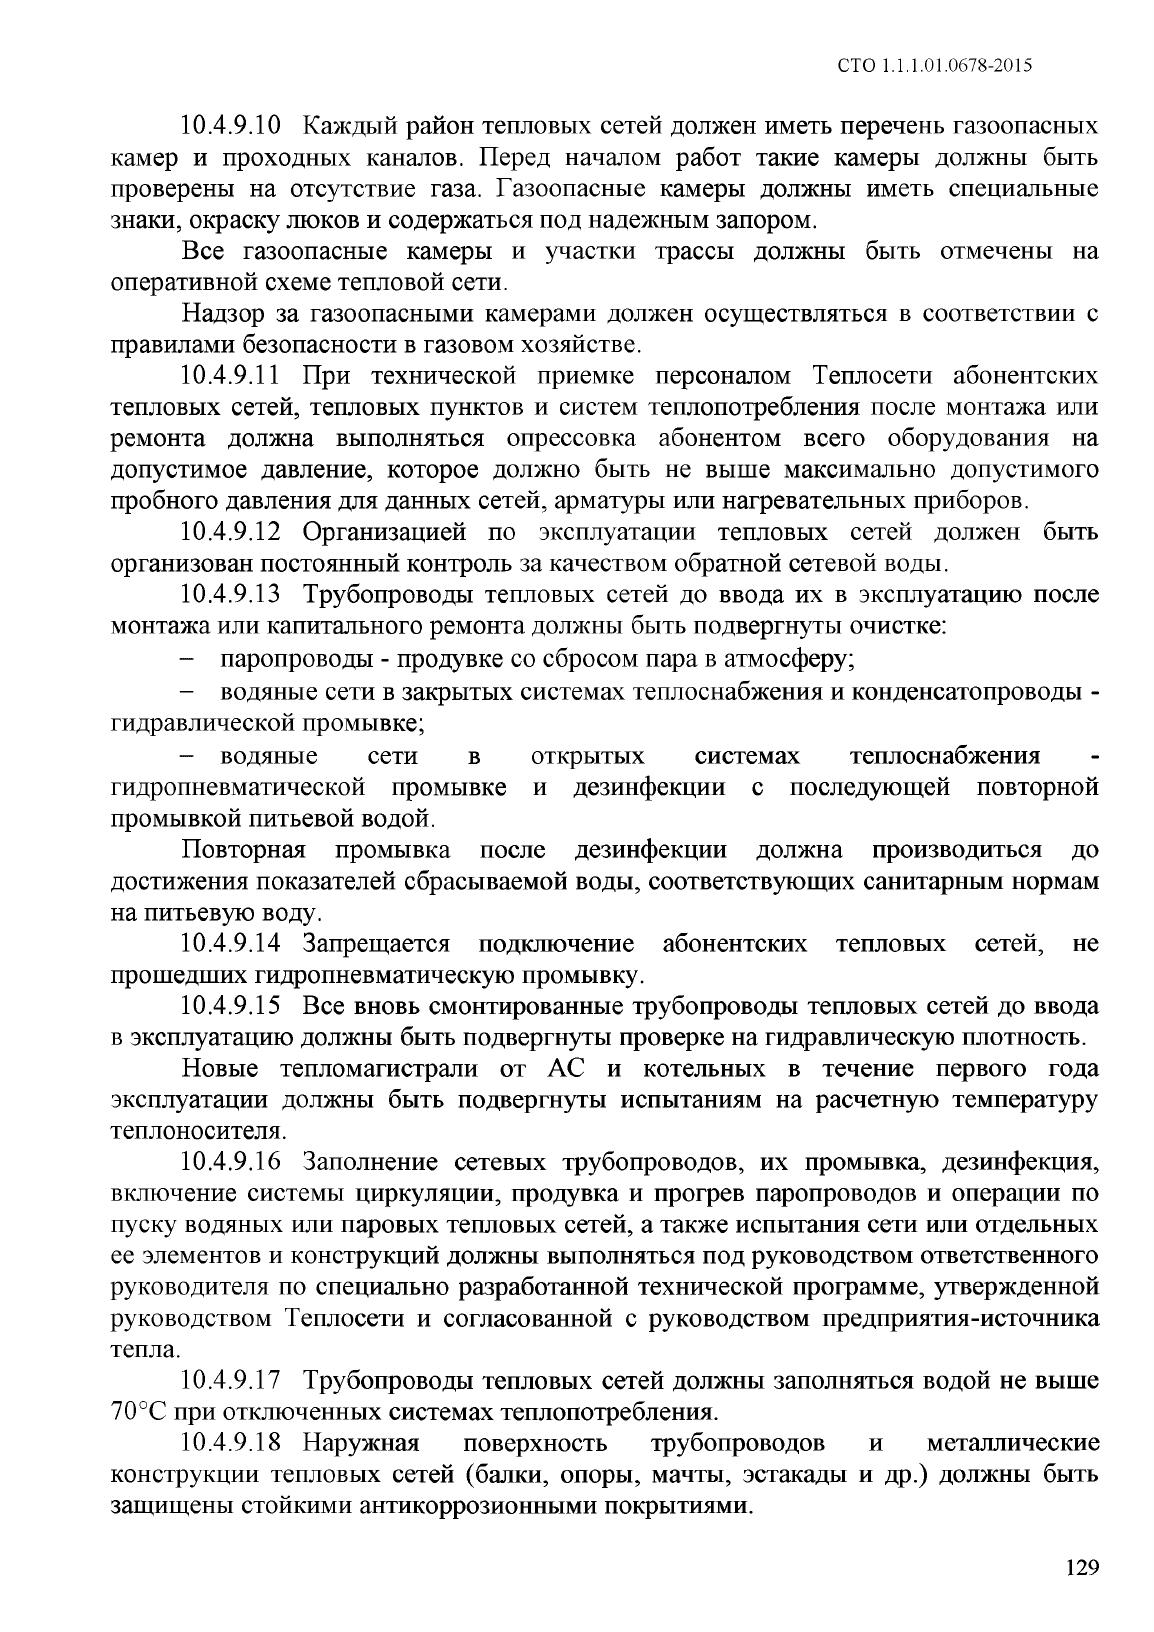 СТО 1.1.1.01.0678-2015
10.4.9.10 Каждый район тепловых сетей должен иметь перечень газоопасных
камер и проходных каналов. Перед началом работ такие камеры должны быть
проверены на отсутствие газа. Газоопасные камеры должны иметь специальные
знаки, окраску люков и содержаться под надежным запором.
Все газоопасные камеры и участки трассы должны быть отмечены на
оперативной схеме тепловой сети.
Надзор за газоопасными камерами должен осуществляться в соответствии с
правилами безопасности в газовом хозяйстве.
10.4.9.11 При технической приемке персоналом Теплосети абонентских
тепловых сетей, тепловых пунктов и систем теплопотребления после монтажа или
ремонта должна выполняться опрессовка абонентом всего оборудования на
допустимое давление, которое должно быть не выше максимально допустимого
пробного давления для данных сетей, арматуры или нагревательных приборов.
10.4.9.12 Организацией по эксплуатации тепловых сетей должен быть
организован постоянный контроль за качеством обратной сетевой воды.
10.4.9.13 Трубопроводы тепловых сетей до ввода их в эксплуатацию после
монтажа или капитального ремонта должны быть подвергнуты очистке:
– паропроводы - продувке со сбросом пара в атмосферу;
– водяные сети в закрытых системах теплоснабжения и конденсатопроводы -
гидравлической промывке;
– водяные сети в открытых системах теплоснабжения -
гидропневматической промывке и дезинфекции с последующей повторной
промывкой питьевой водой.
Повторная промывка после дезинфекции должна производиться до
достижения показателей сбрасываемой воды, соответствующих санитарным нормам
на питьевую воду.
10.4.9.14 Запрещается подключение абонентских тепловых сетей, не
прошедших гидропневматическую промывку.
10.4.9.15 Все вновь смонтированные трубопроводы тепловых сетей до ввода
в эксплуатацию должны быть подвергнуты проверке на гидравлическую плотность.
Новые тепломагистрали от АС и котельных в течение первого года
эксплуатации должны быть подвергнуты испытаниям на расчетную температуру
теплоносителя.
10.4.9.16 Заполнение сетевых трубопроводов, их промывка, дезинфекция,
включение системы циркуляции, продувка и прогрев паропроводов и операции по
пуску водяных или паровых тепловых сетей, а также испытания сети или отдельных
ее элементов и конструкций должны выполняться под руководством ответственного
руководителя по специально разработанной технической программе, утвержденной
руководством Теплосети и согласованной с руководством предприятия-источника
тепла.
10.4.9.17 Трубопроводы тепловых сетей должны заполняться водой не выше
70°С при отключенных системах теплопотребления.
10.4.9.18 Наружная поверхность трубопроводов и металлические
конструкции тепловых сетей (балки, опоры, мачты, эстакады и др.) должны быть
защищены стойкими антикоррозионными покрытиями.
129